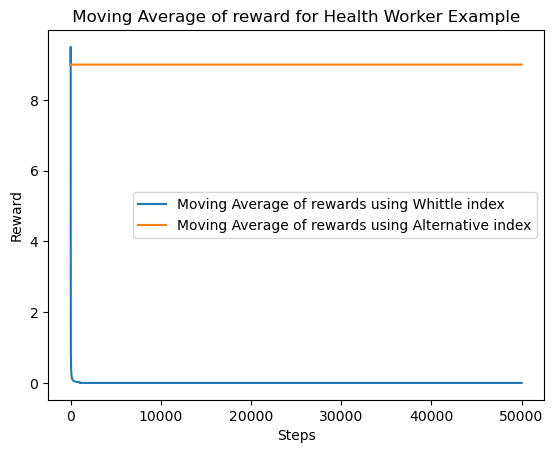 Moving Average of reward for Health Worker Example
Reward
8
6
4
2
0
Moving Average of rewards using Whittle index
Moving Average of rewards using Alternative index
0 10000 20000 30000 40000 50000
Steps